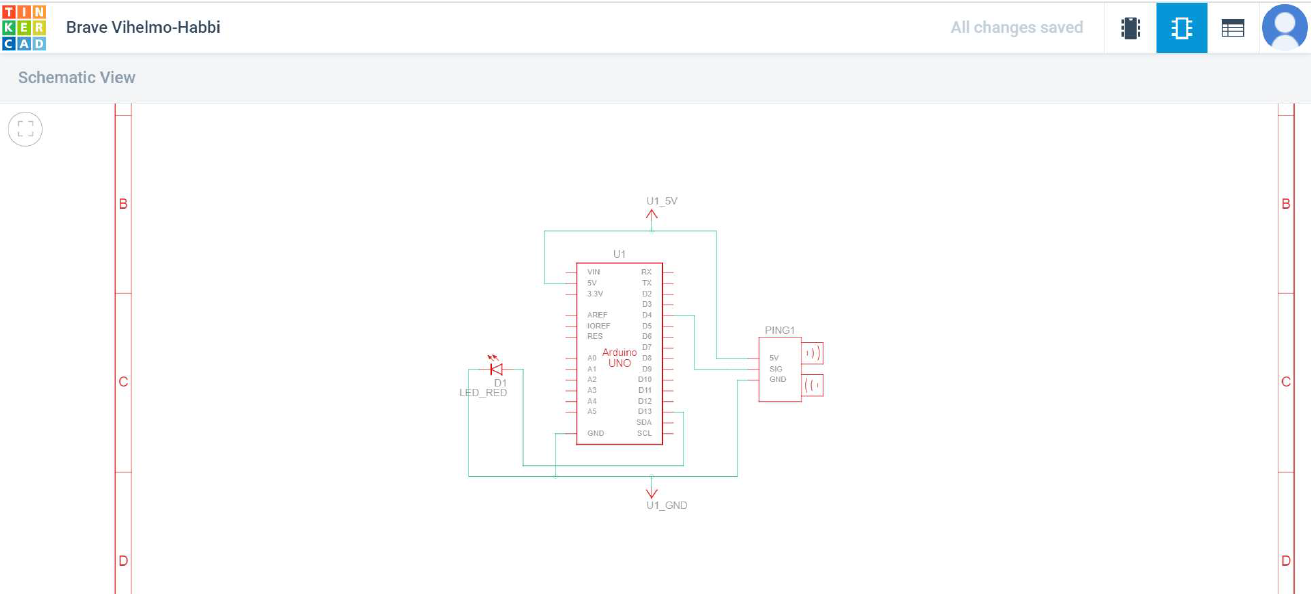 TIN
KER
CAD
Brave Vihelmo-Habbi
All changes saved
Schematic View
B
B
U1_5V
U1
VIN
RX
5V
TX
3.3V
D2
D3
AREF
D4
IOREF
D5
RES
D6
D7
Arduino
UNO
A0
D8
A1
D9
A2
D10
A3
D11
A4
D12
A5
D13
SDA
GND
SCL
PING1
5V
SIG
GND
D1
LED_RED
C
C
U1_GND
D
D